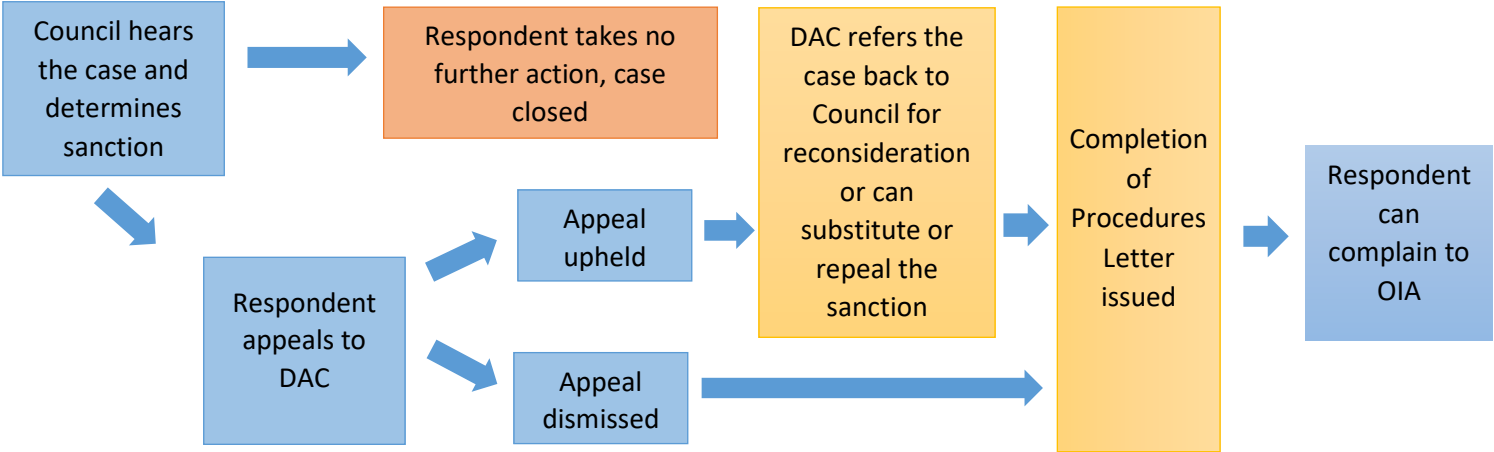 Council hears
the case and
determines
sanction
Respondent takes no
further action, case
closed
Respondent
appeals to
DAC
Appeal
upheld
Appeal
dismissed
DAC refers the
case back to
Council for
reconsideration
or can
substitute or
repeal the
sanction
Completion
of
Procedures
Letter
issued
Respondent
can
complain to
OIA